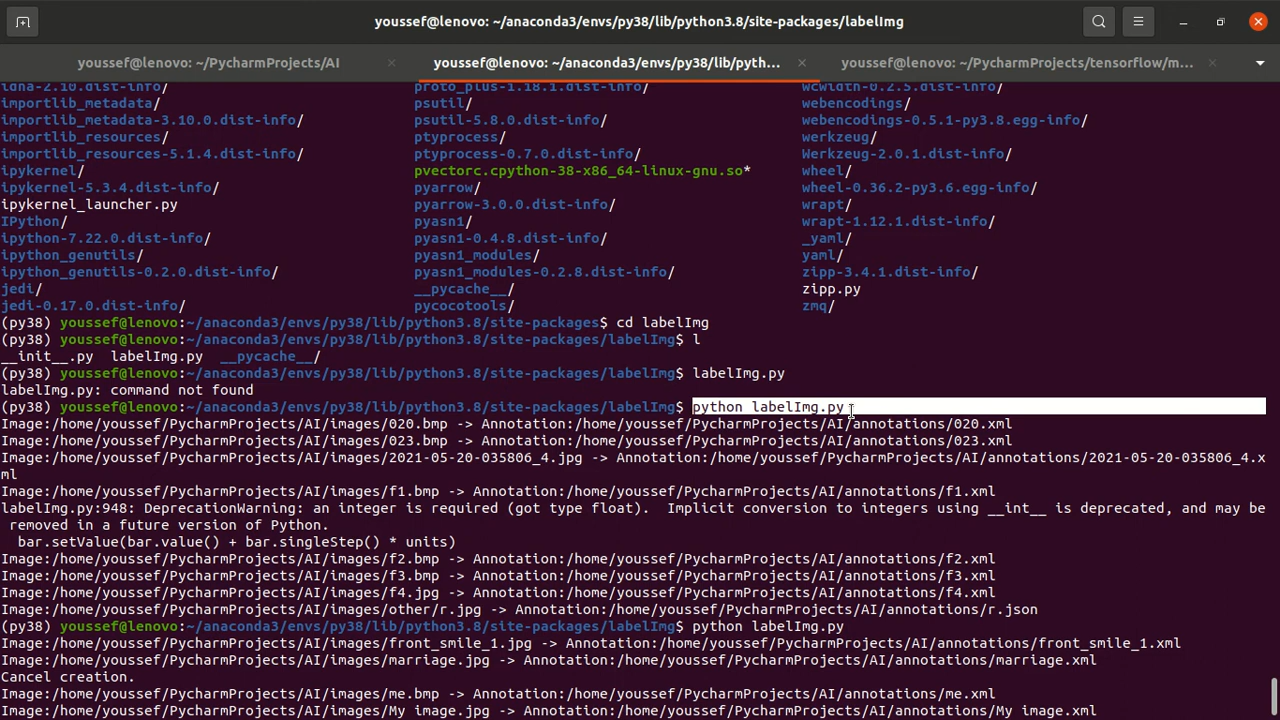 youssef@lenovo: ~/anaconda3/envs/py38/lib/python3.8/site-packages/labelImg
youssef@lenovo: ~/PycharmProjects/AI youssef@lenovo: ~/anaconda3/envs/py38/lib/pyth... youssef@lenovo: ~/PycharmProjects/tensorflow/m...
idna-2.10.dist-info/ proto_plus-1.18.1.dist-info/ wcwidth-0.2.5.dist-info/
importlib_metadata/ psutil/ webencodings/
importlib_metadata-3.10.0.dist-info/ psutil-5.8.0.dist-info/ webencodings-0.5.1-py3.8.egg-info/
importlib_resources/ ptyprocess/ werkzeug/
importlib_resources-5.1.4.dist-info/ ptyprocess-0.7.0.dist-info/ Werkzeug-2.0.1.dist-info/
ipykernel/ pvectorc.cpython-38-x86_64-linux-gnu.so* wheel/
ipykernel-5.3.4.dist-info/ pyarrow/ wheel-0.36.2-py3.6.egg-info/
ipykernel_launcher.py pyarrow-3.0.0.dist-info/ wrapt/
IPython/ pyasn1/ wrapt-1.12.1.dist-info/
ipython-7.22.0.dist-info/ pyasn1-0.4.8.dist-info/ _yaml/
ipython_genutils/ pyasn1_modules/ yaml/
ipython_genutils-0.2.0.dist-info/ pyasn1_modules-0.2.8.dist-info/ zipp-3.4.1.dist-info/
jedi/ __pycache__/ zipp.py
jedi-0.17.0.dist-info/ pycocotools/ zmq/
(py38) youssef@lenovo:~/anaconda3/envs/py38/lib/python3.8/site-packages$ cd labelImg
(py38) youssef@lenovo:~/anaconda3/envs/py38/lib/python3.8/site-packages/labelImg$ l
__init__.py labelImg.py __pycache__/
(py38) youssef@lenovo:~/anaconda3/envs/py38/lib/python3.8/site-packages/labelImg$ labelImg.py
labelImg.py: command not found
(py38) youssef@lenovo:~/anaconda3/envs/py38/lib/python3.8/site-packages/labelImg$ python labelImg.py
Image:/home/youssef/PycharmProjects/AI/images/020.bmp -> Annotation:/home/youssef/PycharmProjects/AI/annotations/020.xml
Image:/home/youssef/PycharmProjects/AI/images/023.bmp -> Annotation:/home/youssef/PycharmProjects/AI/annotations/023.xml
Image:/home/youssef/PycharmProjects/AI/images/2021-05-20-035806_4.jpg -> Annotation:/home/youssef/PycharmProjects/AI/annotations/2021-05-20-035806_4.x
ml
Image:/home/youssef/PycharmProjects/AI/images/f1.bmp -> Annotation:/home/youssef/PycharmProjects/AI/annotations/f1.xml
labelImg.py:948: DeprecationWarning: an integer is required (got type float).  Implicit conversion to integers using __int__ is deprecated, and may be
removed in a future version of Python.
bar.setValue(bar.value() + bar.singleStep() * units)
Image:/home/youssef/PycharmProjects/AI/images/f2.bmp -> Annotation:/home/youssef/PycharmProjects/AI/annotations/f2.xml
Image:/home/youssef/PycharmProjects/AI/images/f3.bmp -> Annotation:/home/youssef/PycharmProjects/AI/annotations/f3.xml
Image:/home/youssef/PycharmProjects/AI/images/f4.jpg -> Annotation:/home/youssef/PycharmProjects/AI/annotations/f4.xml
Image:/home/youssef/PycharmProjects/AI/images/other/r.jpg -> Annotation:/home/youssef/PycharmProjects/AI/annotations/r.json
(py38) youssef@lenovo:~/anaconda3/envs/py38/lib/python3.8/site-packages/labelImg$ python labelImg.py
Image:/home/youssef/PycharmProjects/AI/images/front_smile_1.jpg -> Annotation:/home/youssef/PycharmProjects/AI/annotations/front_smile_1.xml
Image:/home/youssef/PycharmProjects/AI/images/marriage.jpg -> Annotation:/home/youssef/PycharmProjects/AI/annotations/marriage.xml
Cancel creation.
Image:/home/youssef/PycharmProjects/AI/images/me.bmp -> Annotation:/home/youssef/PycharmProjects/AI/annotations/me.xml
Image:/home/youssef/PycharmProjects/AI/images/My image.jpg -> Annotation:/home/youssef/PycharmProjects/AI/annotations/My image.xml